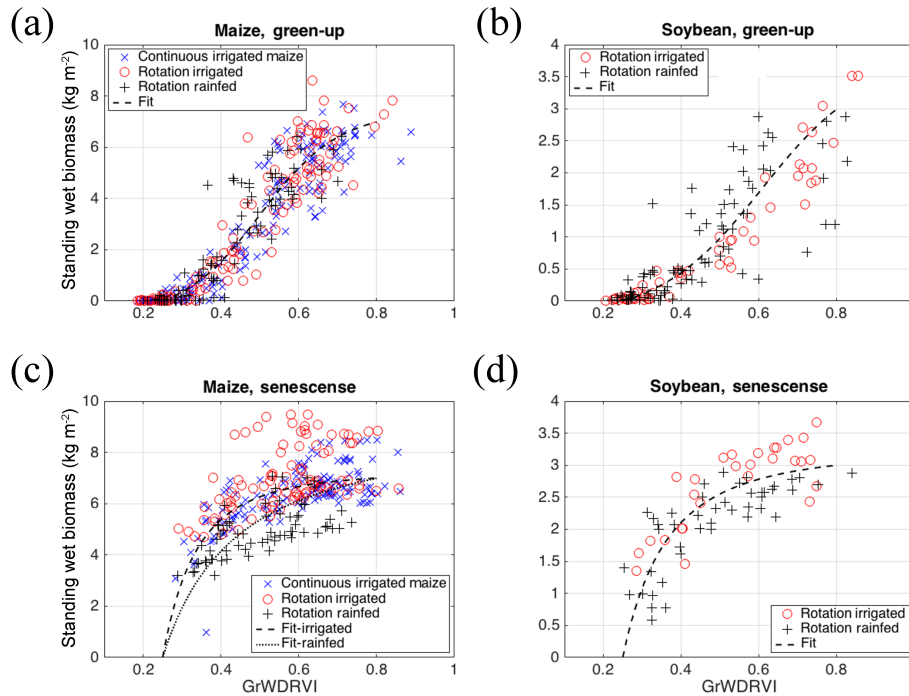 (a)
Maize, green-up
Standing wet biomass (kg m-2)
10
8
6
4
2
0
0.2
0.4
0.6
0.8
1
Continuous irrigated maize
Rotation irrigated
Rotation rainfed
Fit
(b)
Soybean, green-up
4
3.5
3
2.5
2
1.5
1
0.5
0
0.2
0.4
0.6
0.8
1
Rotation irrigated
Rotation rainfed
Fit
(c)
Maize, senescense
Standing wet biomass (kg m-2)
10
8
6
4
2
0
0.2
0.4
0.6
0.8
1
GrWDRVI
Continuous irrigated maize
Rotation irrigated
Rotation rainfed
Fit-irrigated
Fit-rainfed
(d)
Soybean, senescense
4
3.5
3
2.5
2
1.5
1
0.5
0
0.2
0.4
0.6
0.8
1
GrWDRVI
Rotation irrigated
Rotation rainfed
Fit